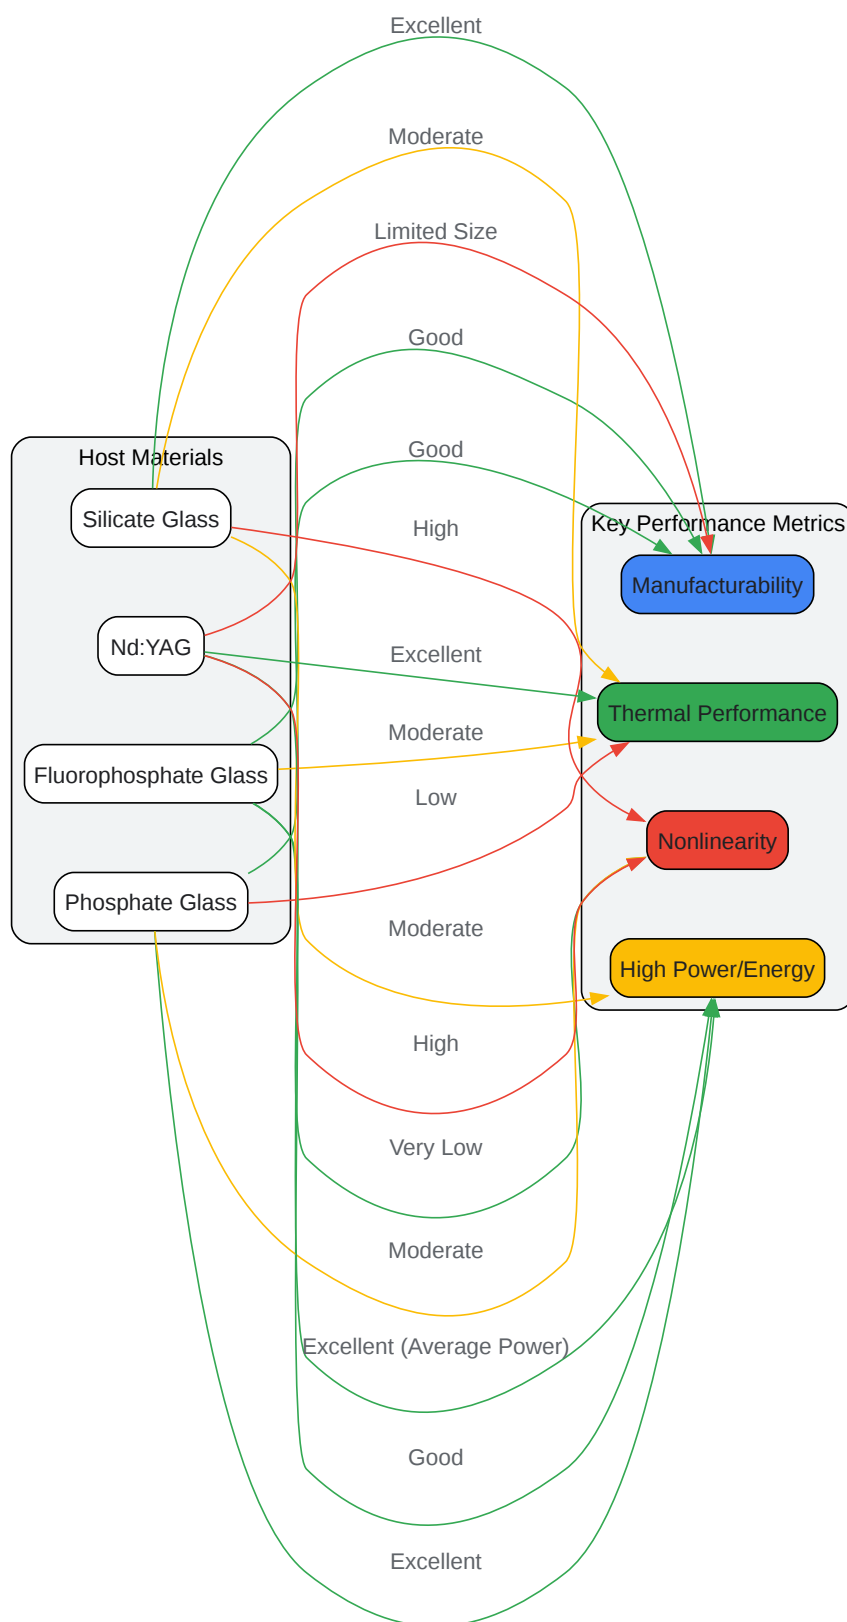 Excellent
Moderate
Limited Size
Good
Good
Host Materials
Silicate Glass
Nd:YAG
Fluorophosphate Glass
Phosphate Glass
High
Excellent
Moderate
Low
Moderate
High
Very Low
Moderate
Excellent (Average Power)
Good
Excellent
Key Performance Metrics
Manufacturability
Thermal Performance
Nonlinearity
High Power/Energy